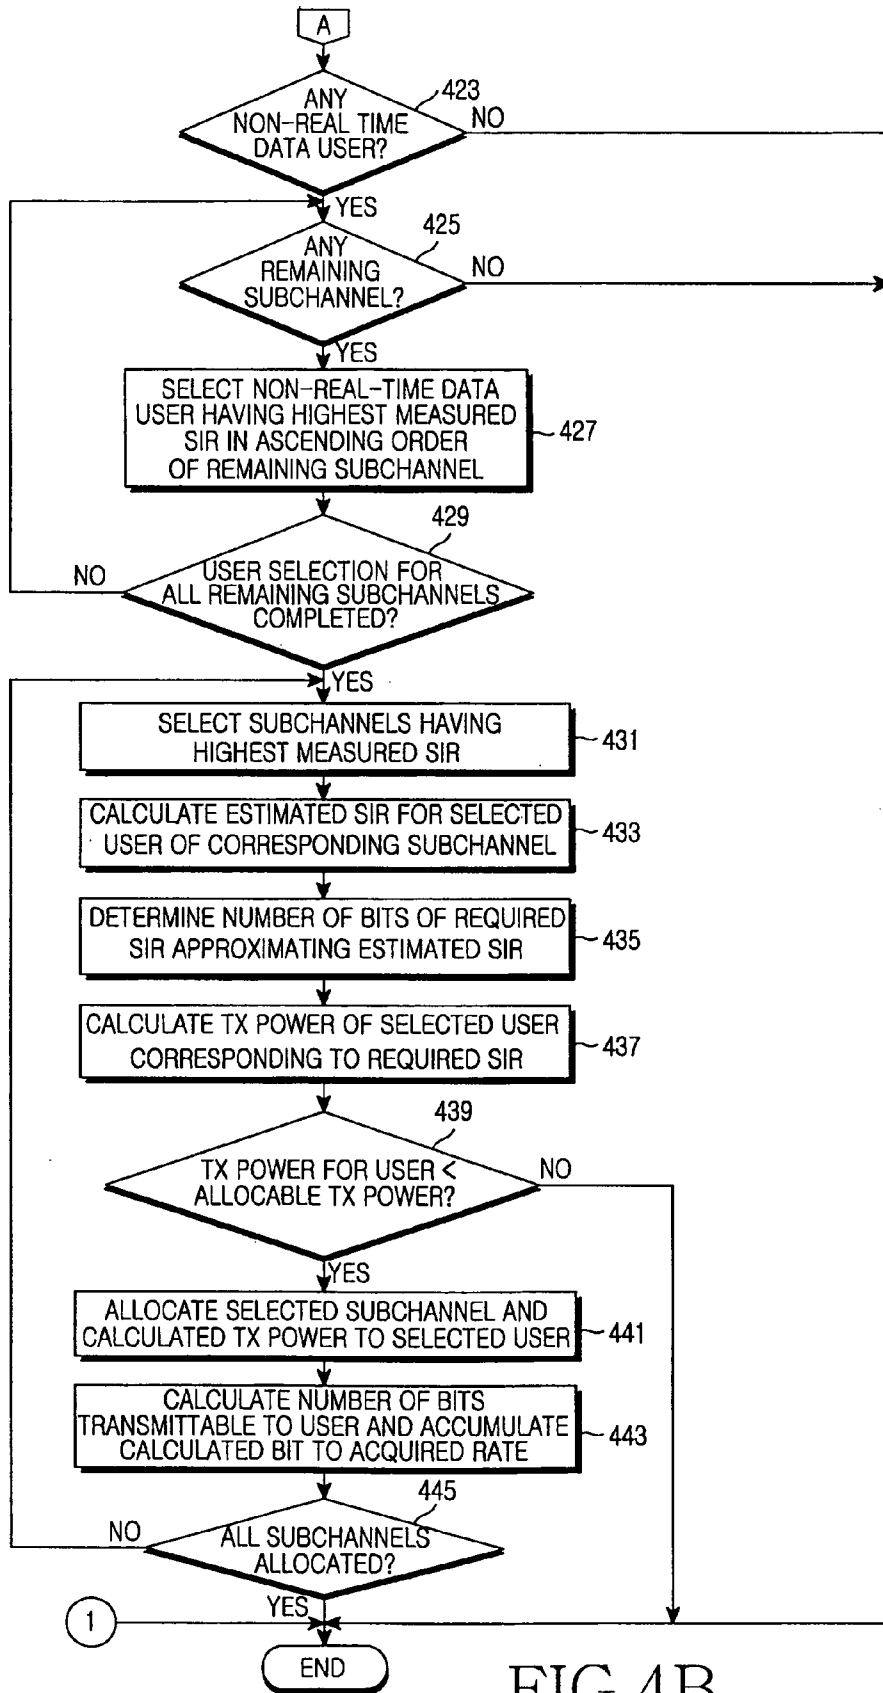 A
423
ANY
NON-REAL TIME
DATA USER?
NO
YES
425
ANY
REMAINING
SUBCHANNEL?
NO
YES
SELECT NON-REAL-TIME DATA
USER HAVING HIGHEST MEASURED
SIR IN ASCENDING ORDER
OF REMAINING SUBCHANNEL
427
429
NO
USER SELECTION FOR
ALL REMAINING SUBCHANNELS
COMPLETED?
YES
SELECT SUBCHANNELS HAVING
HIGHEST MEASURED SIR
431
CALCULATE ESTIMATED SIR FOR SELECTED
USER OF CORRESPONDING SUBCHANNEL
433
DETERMINE NUMBER OF BITS OF REQUIRED
SIR APPROXIMATING ESTIMATED SIR
435
CALCULATE TX POWER OF SELECTED USER
CORRESPONDING TO REQUIRED SIR
437
439
TX POWER FOR USER <
ALLOCABLE TX POWER?
NO
YES
ALLOCATE SELECTED SUBCHANNEL AND
CALCULATED TX POWER TO SELECTED USER
441
CALCULATE NUMBER OF BITS
TRANSMITTABLE TO USER AND ACCUMULATE
CALCULATED BIT TO ACQUIRED RATE
443
445
NO
ALL SUBCHANNELS
ALLOCATED?
YES
1
END
FIG.4B